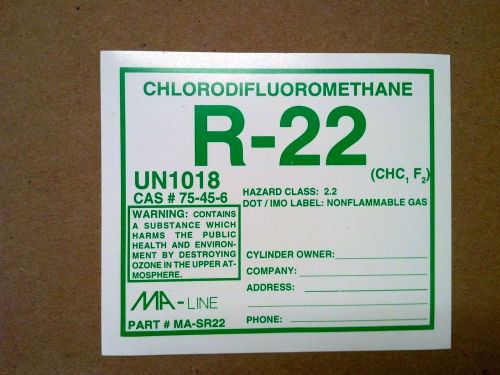 CHLORODIFLUOROMETHANE
R-22
(CHC₁ F₂)
UN1018
CAS # 75-45-6
HAZARD CLASS: 2.2
DOT / IMO LABEL: NONFLAMMABLE GAS
WARNING: CONTAINS
A SUBSTANCE WHICH
HARMS THE PUBLIC
HEALTH AND ENVIRON-
MENT BY DESTROYING
OZONE IN THE UPPER AT-
MOSPHERE.
CYLINDER OWNER:
COMPANY:
ADDRESS:
MA-LINE
PART # MA-SR22
PHONE: